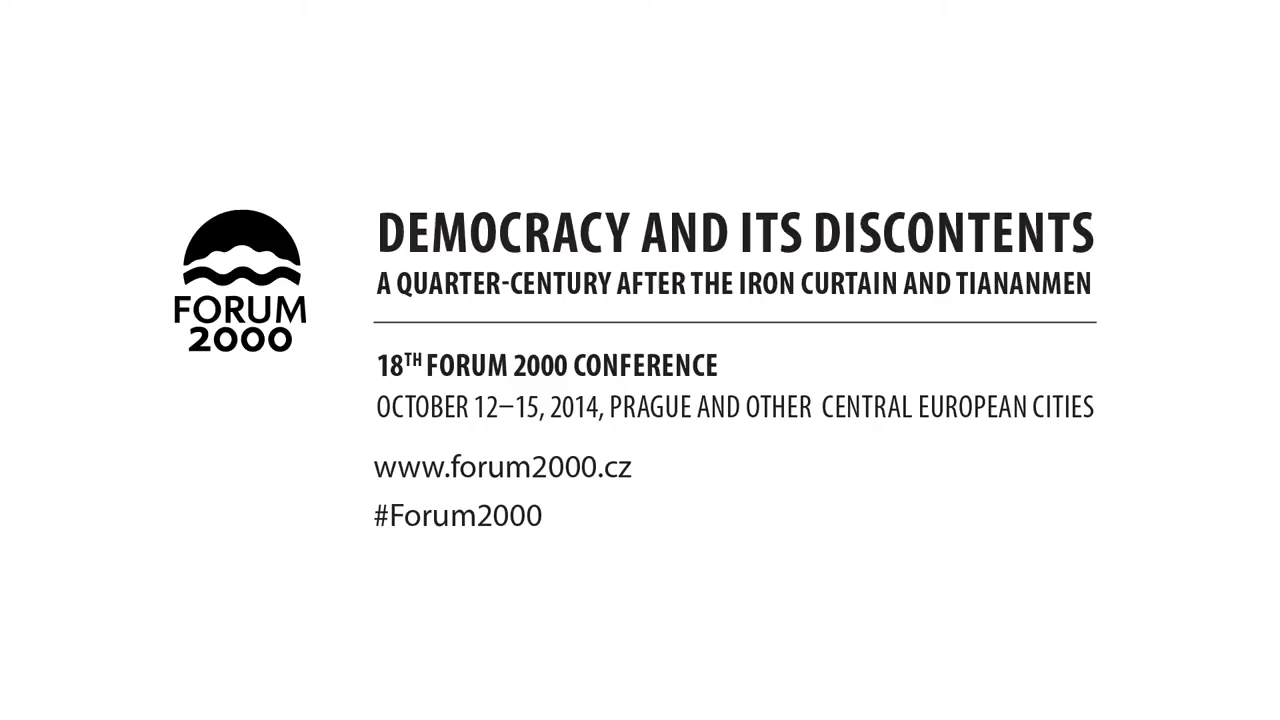 FORUM
2000
DEMOCRACY AND ITS DISCONTENTS
A QUARTER-CENTURY AFTER THE IRON CURTAIN AND TIANANMEN
18TH FORUM 2000 CONFERENCE
OCTOBER 12–15, 2014, PRAGUE AND OTHER CENTRAL EUROPEAN CITIES
www.forum2000.cz
#Forum2000